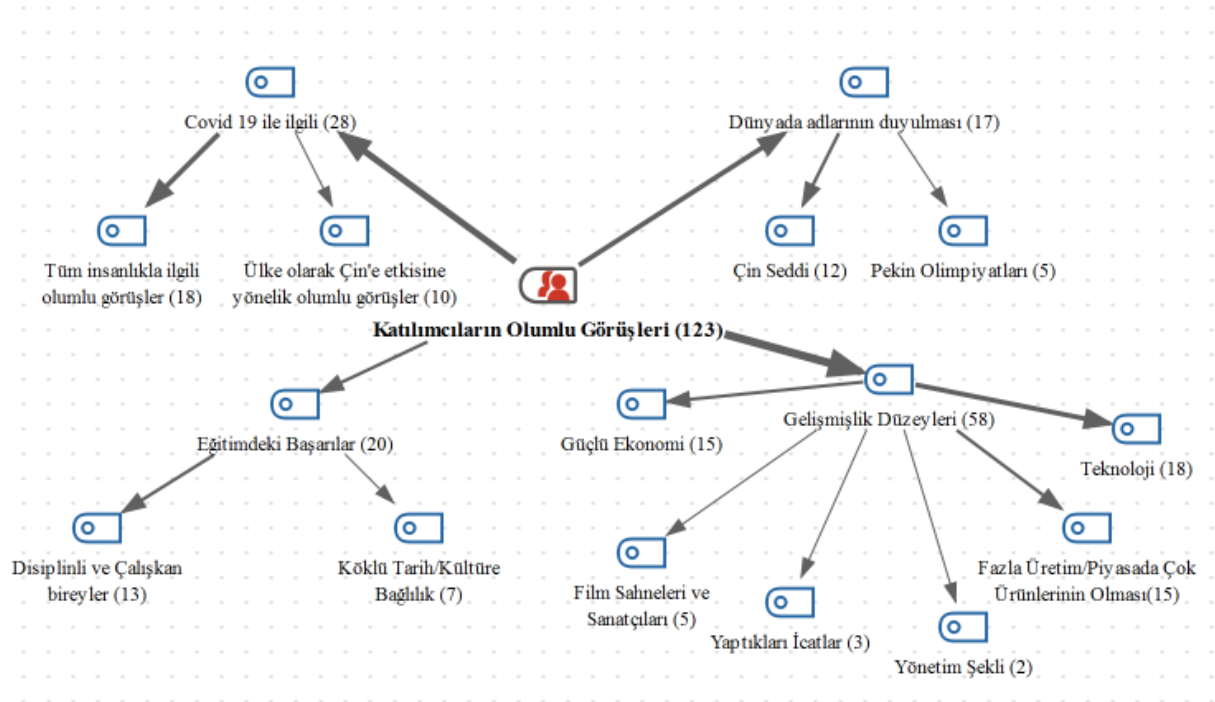 Covid 19 ile ilgili (28)
Dünyada adlarının duyulması (17)
Tüm insanlıkla ilgili
olumlu görüşler (18)
Ülke olarak Çin'e etkisine
yönelik olumlu görüşler (10)
Çin Seddi (12)
Pekin Olimpiyatları (5)
Katılımcıların Olumlu Görüşleri (123)
Eğitimdeki Başarılar (20)
Güçlü Ekonomi (15)
Gelişmişlik Düzeyleri (58)
Teknoloji (18)
Disiplinli ve Çalışkan
bireyler (13)
Köklü Tarih/Kültüre
Bağlılık (7)
Film Sahneleri ve
Sanatçıları (5)
Yaptıkları İcatlar (3)
Yönetim Şekli (2)
Fazla Üretim/Piyasada Çok
Ürünlerinin Olması(15)